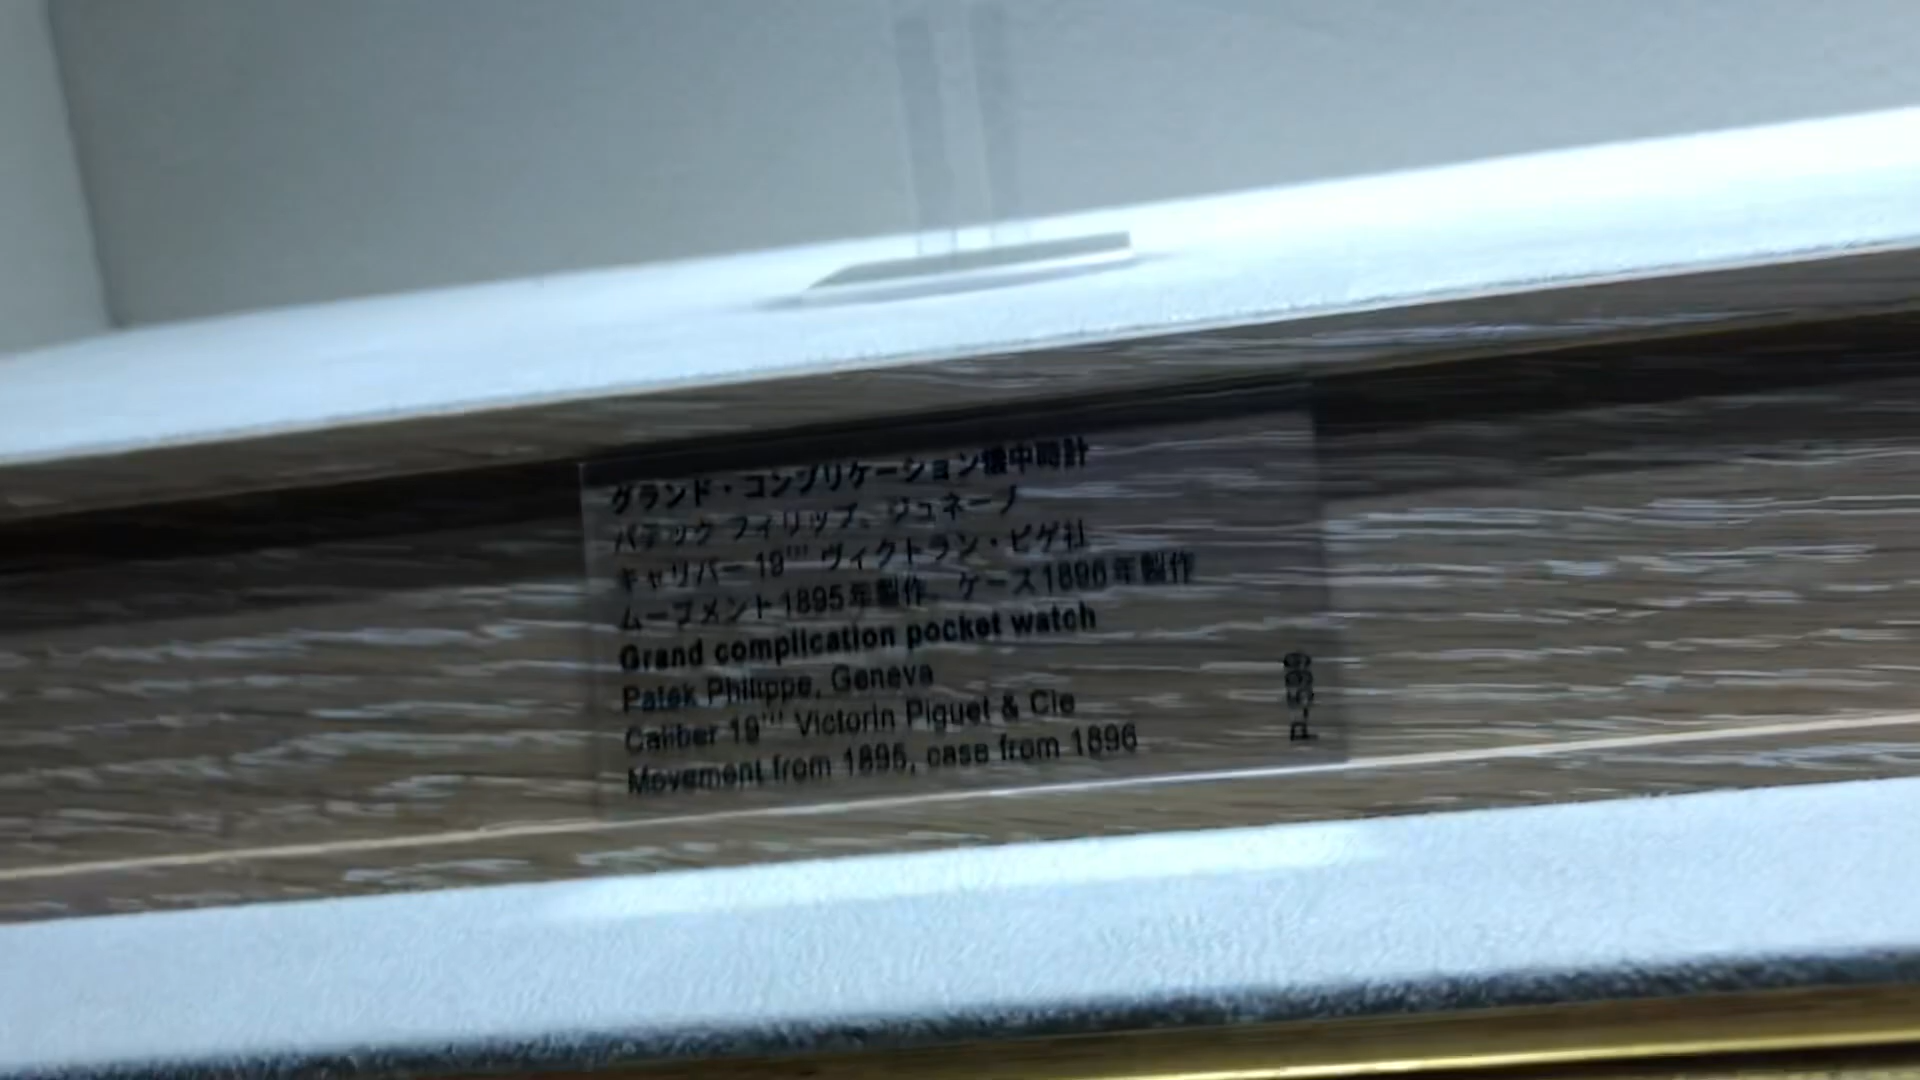 グランド・コンプリケーション懐中時計
パテック フィリップ、ジュネーブ
キャリバー 19''' ヴィクトラン・ピゲ社
ムーブメント1895年製作、ケース1896年製作
Grand complication pocket watch
Patek Philippe, Geneva
Caliber 19''' Victorin Piguet & Cie
Movement from 1895, case from 1896
P-599